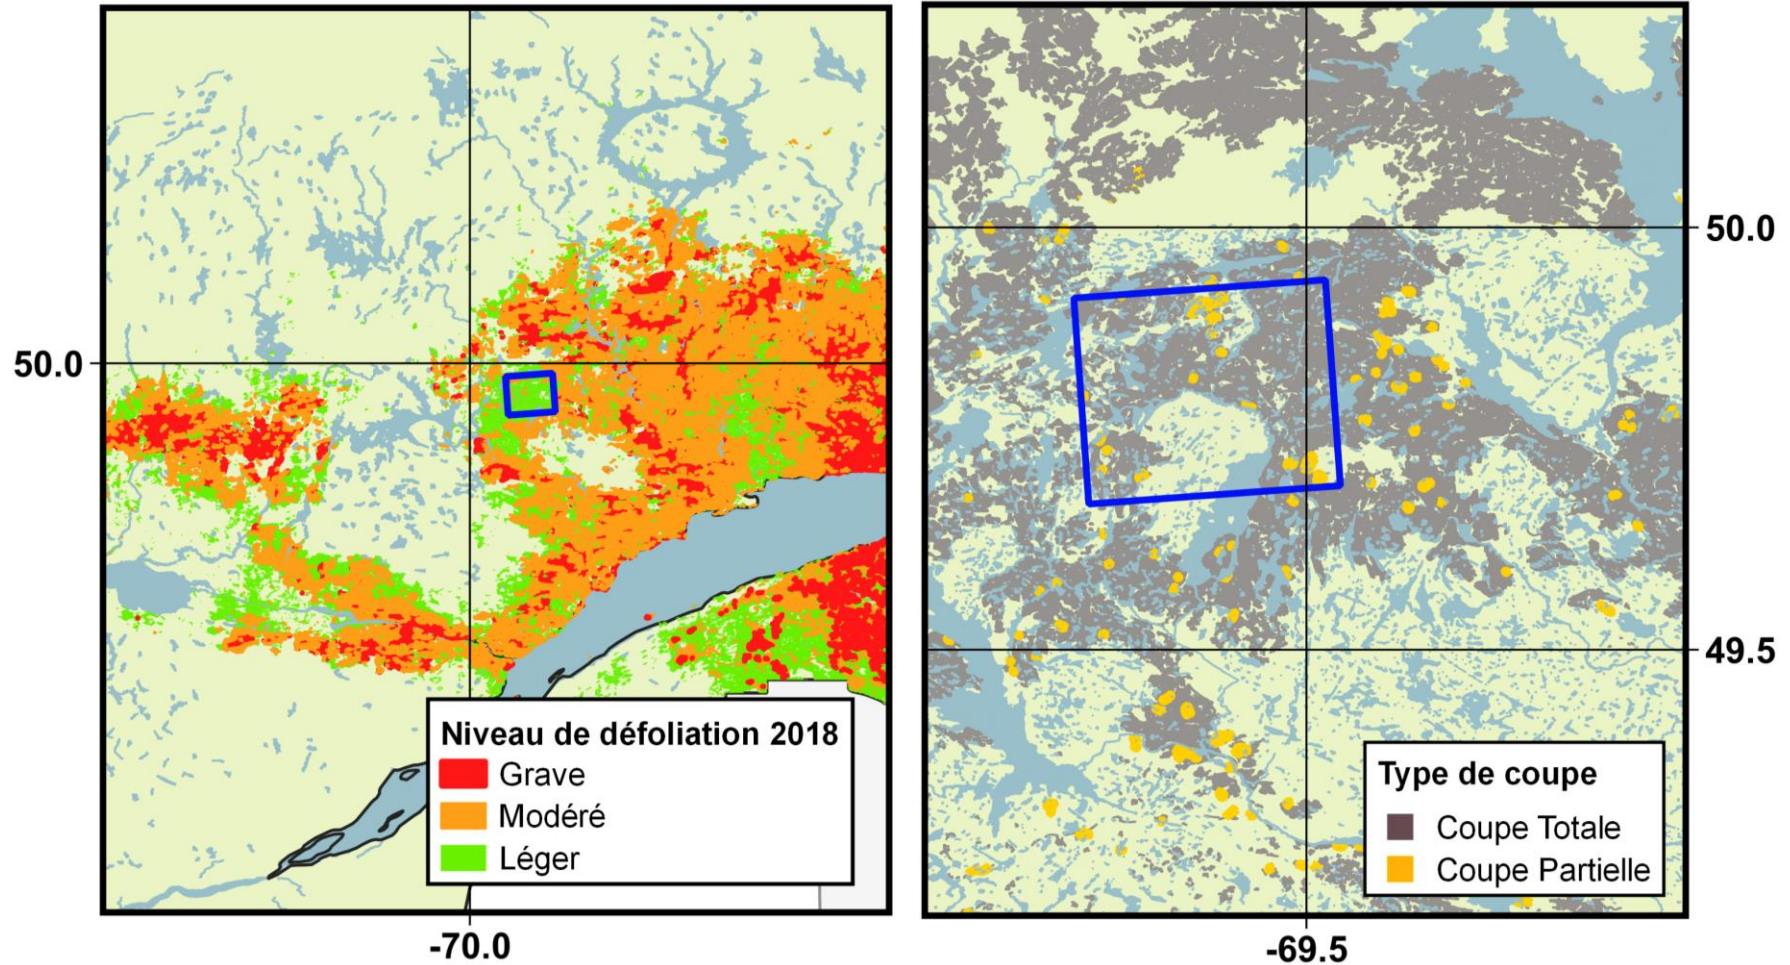 50.0
-70.0
Niveau de défoliation 2018
Grave
Modéré
Léger
50.0
49.5
-69.5
Type de coupe
Coupe Totale
Coupe Partielle